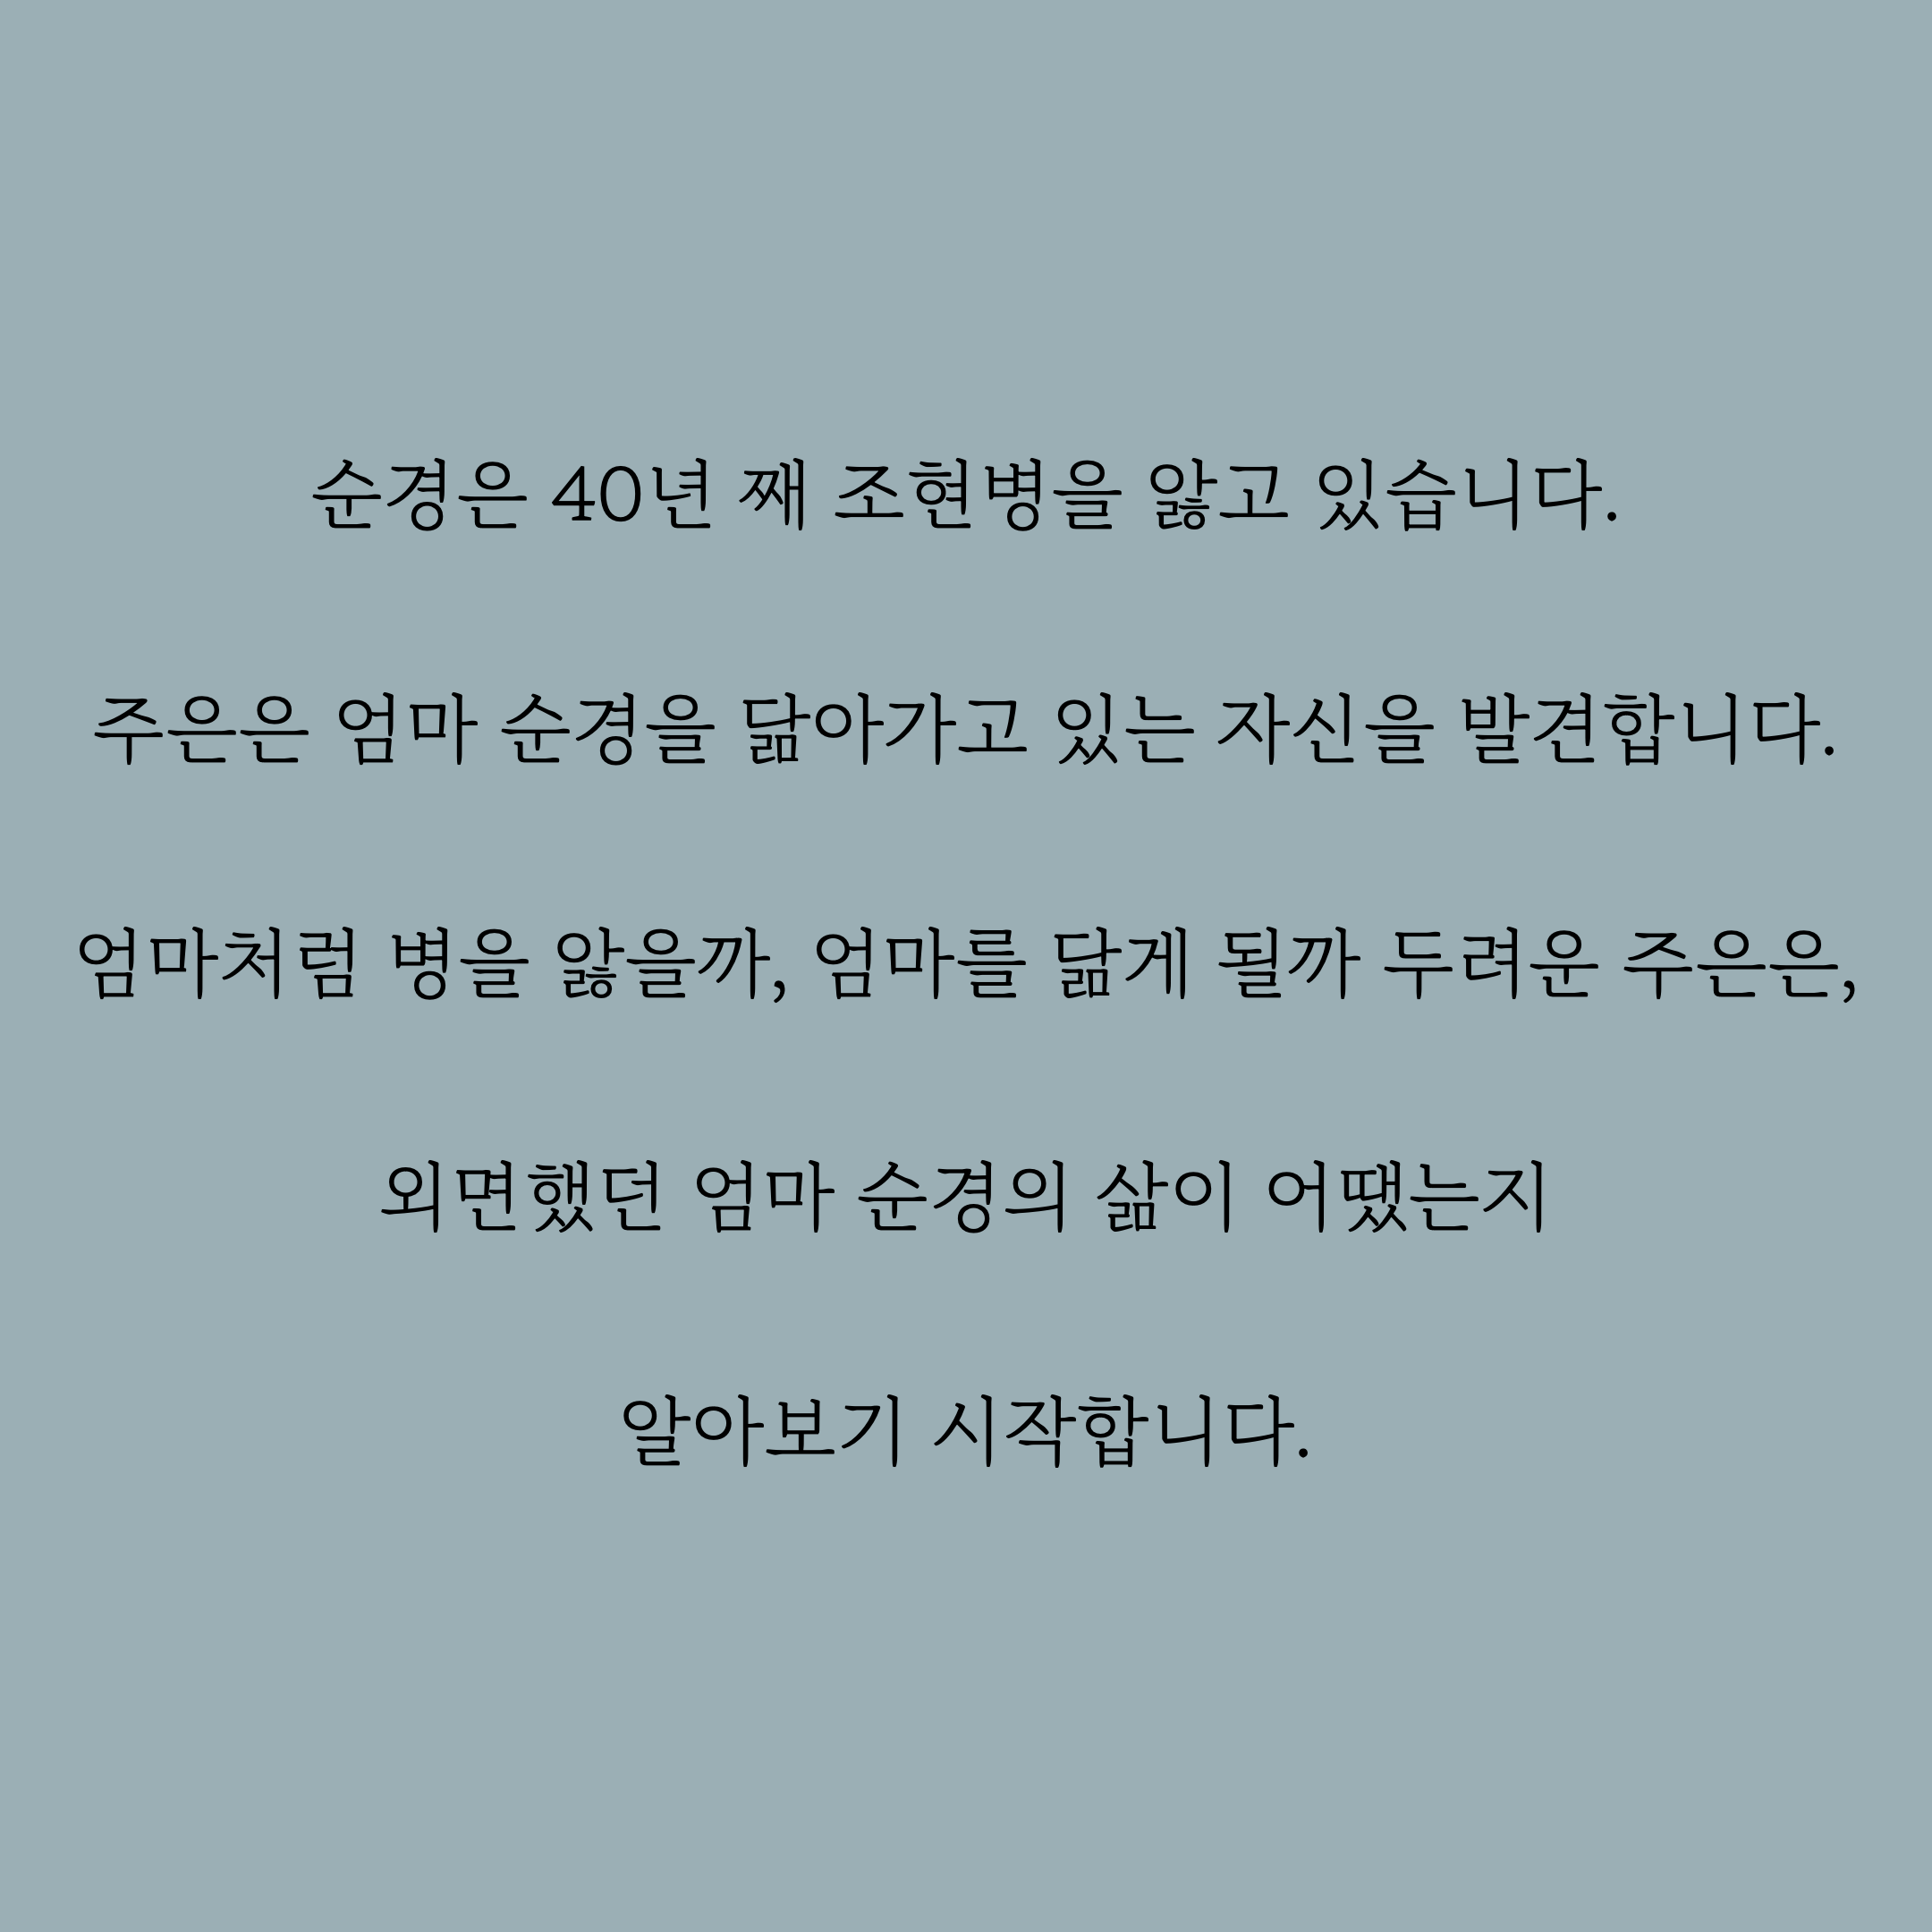 수경은 40년 째 조현병을 앓고 있습니다.
주은은 엄마 수경을 닮아가고 있는 자신을 발견합니다.
엄마처럼 병을 앓을까, 엄마를 닮게 될까 두려운 주은은,
외면했던 엄마 수경의 삶이 어땠는지
알아보기 시작합니다.